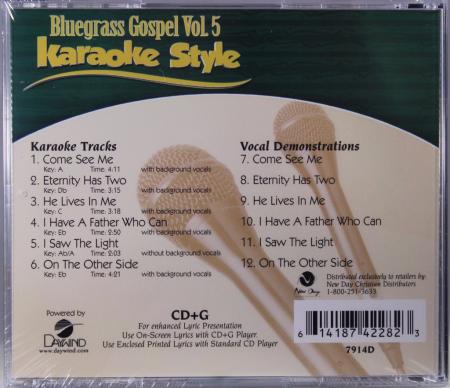 Bluegrass Gospel Vol. 5
Karaoke Style
Karaoke Tracks
1. Come See Me
Key: A Time: 4:11 with background vocals
2. Eternity Has Two
Key: Db Time: 3:15 with background vocals
3. He Lives In Me
Key: C Time: 3:18 with background vocals
4. I Have A Father Who Can
Key: Eb Time: 2:50 with background vocals
5. I Saw The Light
Key: Ab/A Time: 2:03 without background vocals
6. On The Other Side
Key: Eb Time: 4:21 with background vocals
Vocal Demonstrations
7. Come See Me
8. Eternity Has Two
9. He Lives In Me
10. I Have A Father Who Can
11. I Saw The Light
12. On The Other Side
New Day
Distributed exclusively to retailers by:
New Day Christian Distributors
1-800-251-3633
Powered by
DAYWIND
www.daywind.com
CD+G
For enhanced Lyric Presentation
Use On-Screen Lyrics with CD+G Player.
Use Enclosed Printed Lyrics with Standard CD Player
6 14187 42282 3
7914D